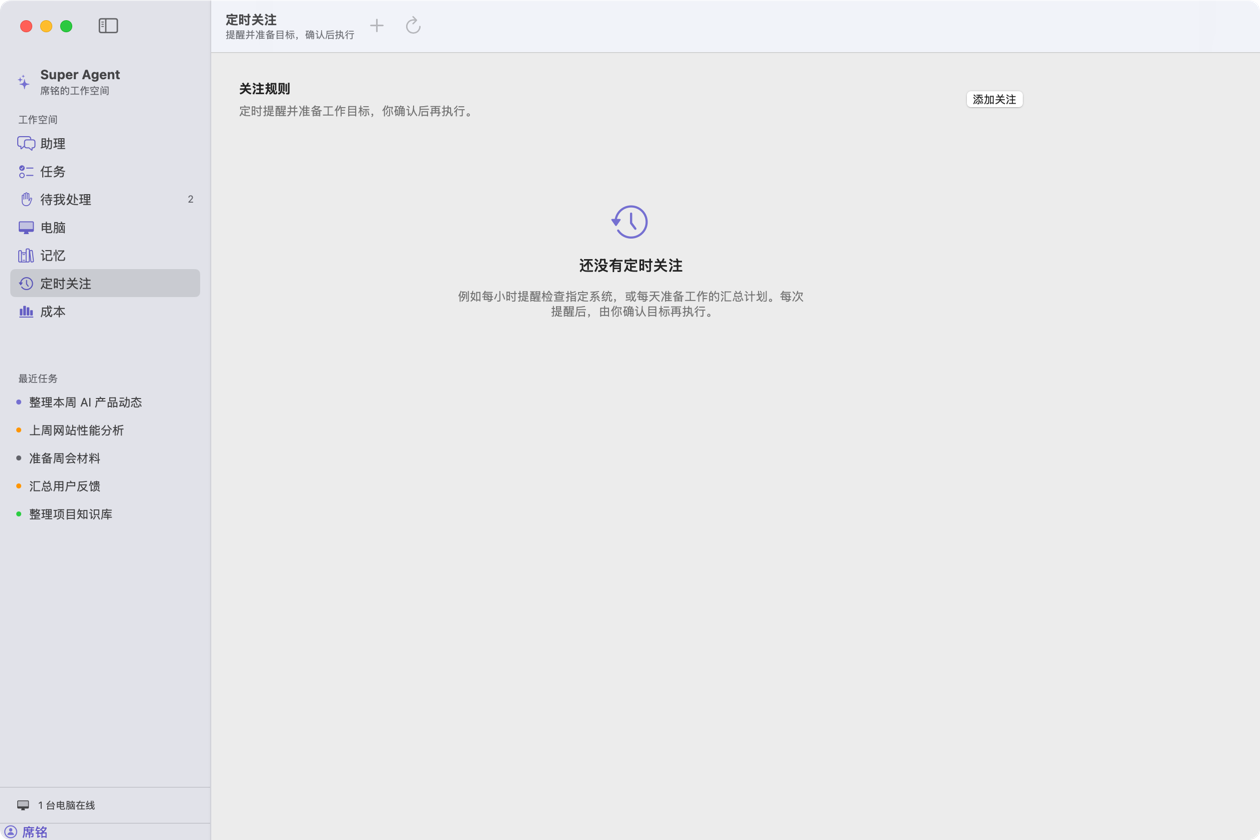 定时关注
提醒并准备目标，确认后执行
Super Agent
席铭的工作空间
工作空间
助理
任务
待我处理
2
电脑
记忆
定时关注
成本
最近任务
整理本周 AI 产品动态
上周网站性能分析
准备周会材料
汇总用户反馈
整理项目知识库
1 台电脑在线
席铭
关注规则
定时提醒并准备工作目标，你确认后再执行。
添加关注
还没有定时关注
例如每小时提醒检查指定系统，或每天准备工作的汇总计划。每次
提醒后，由你确认目标再执行。